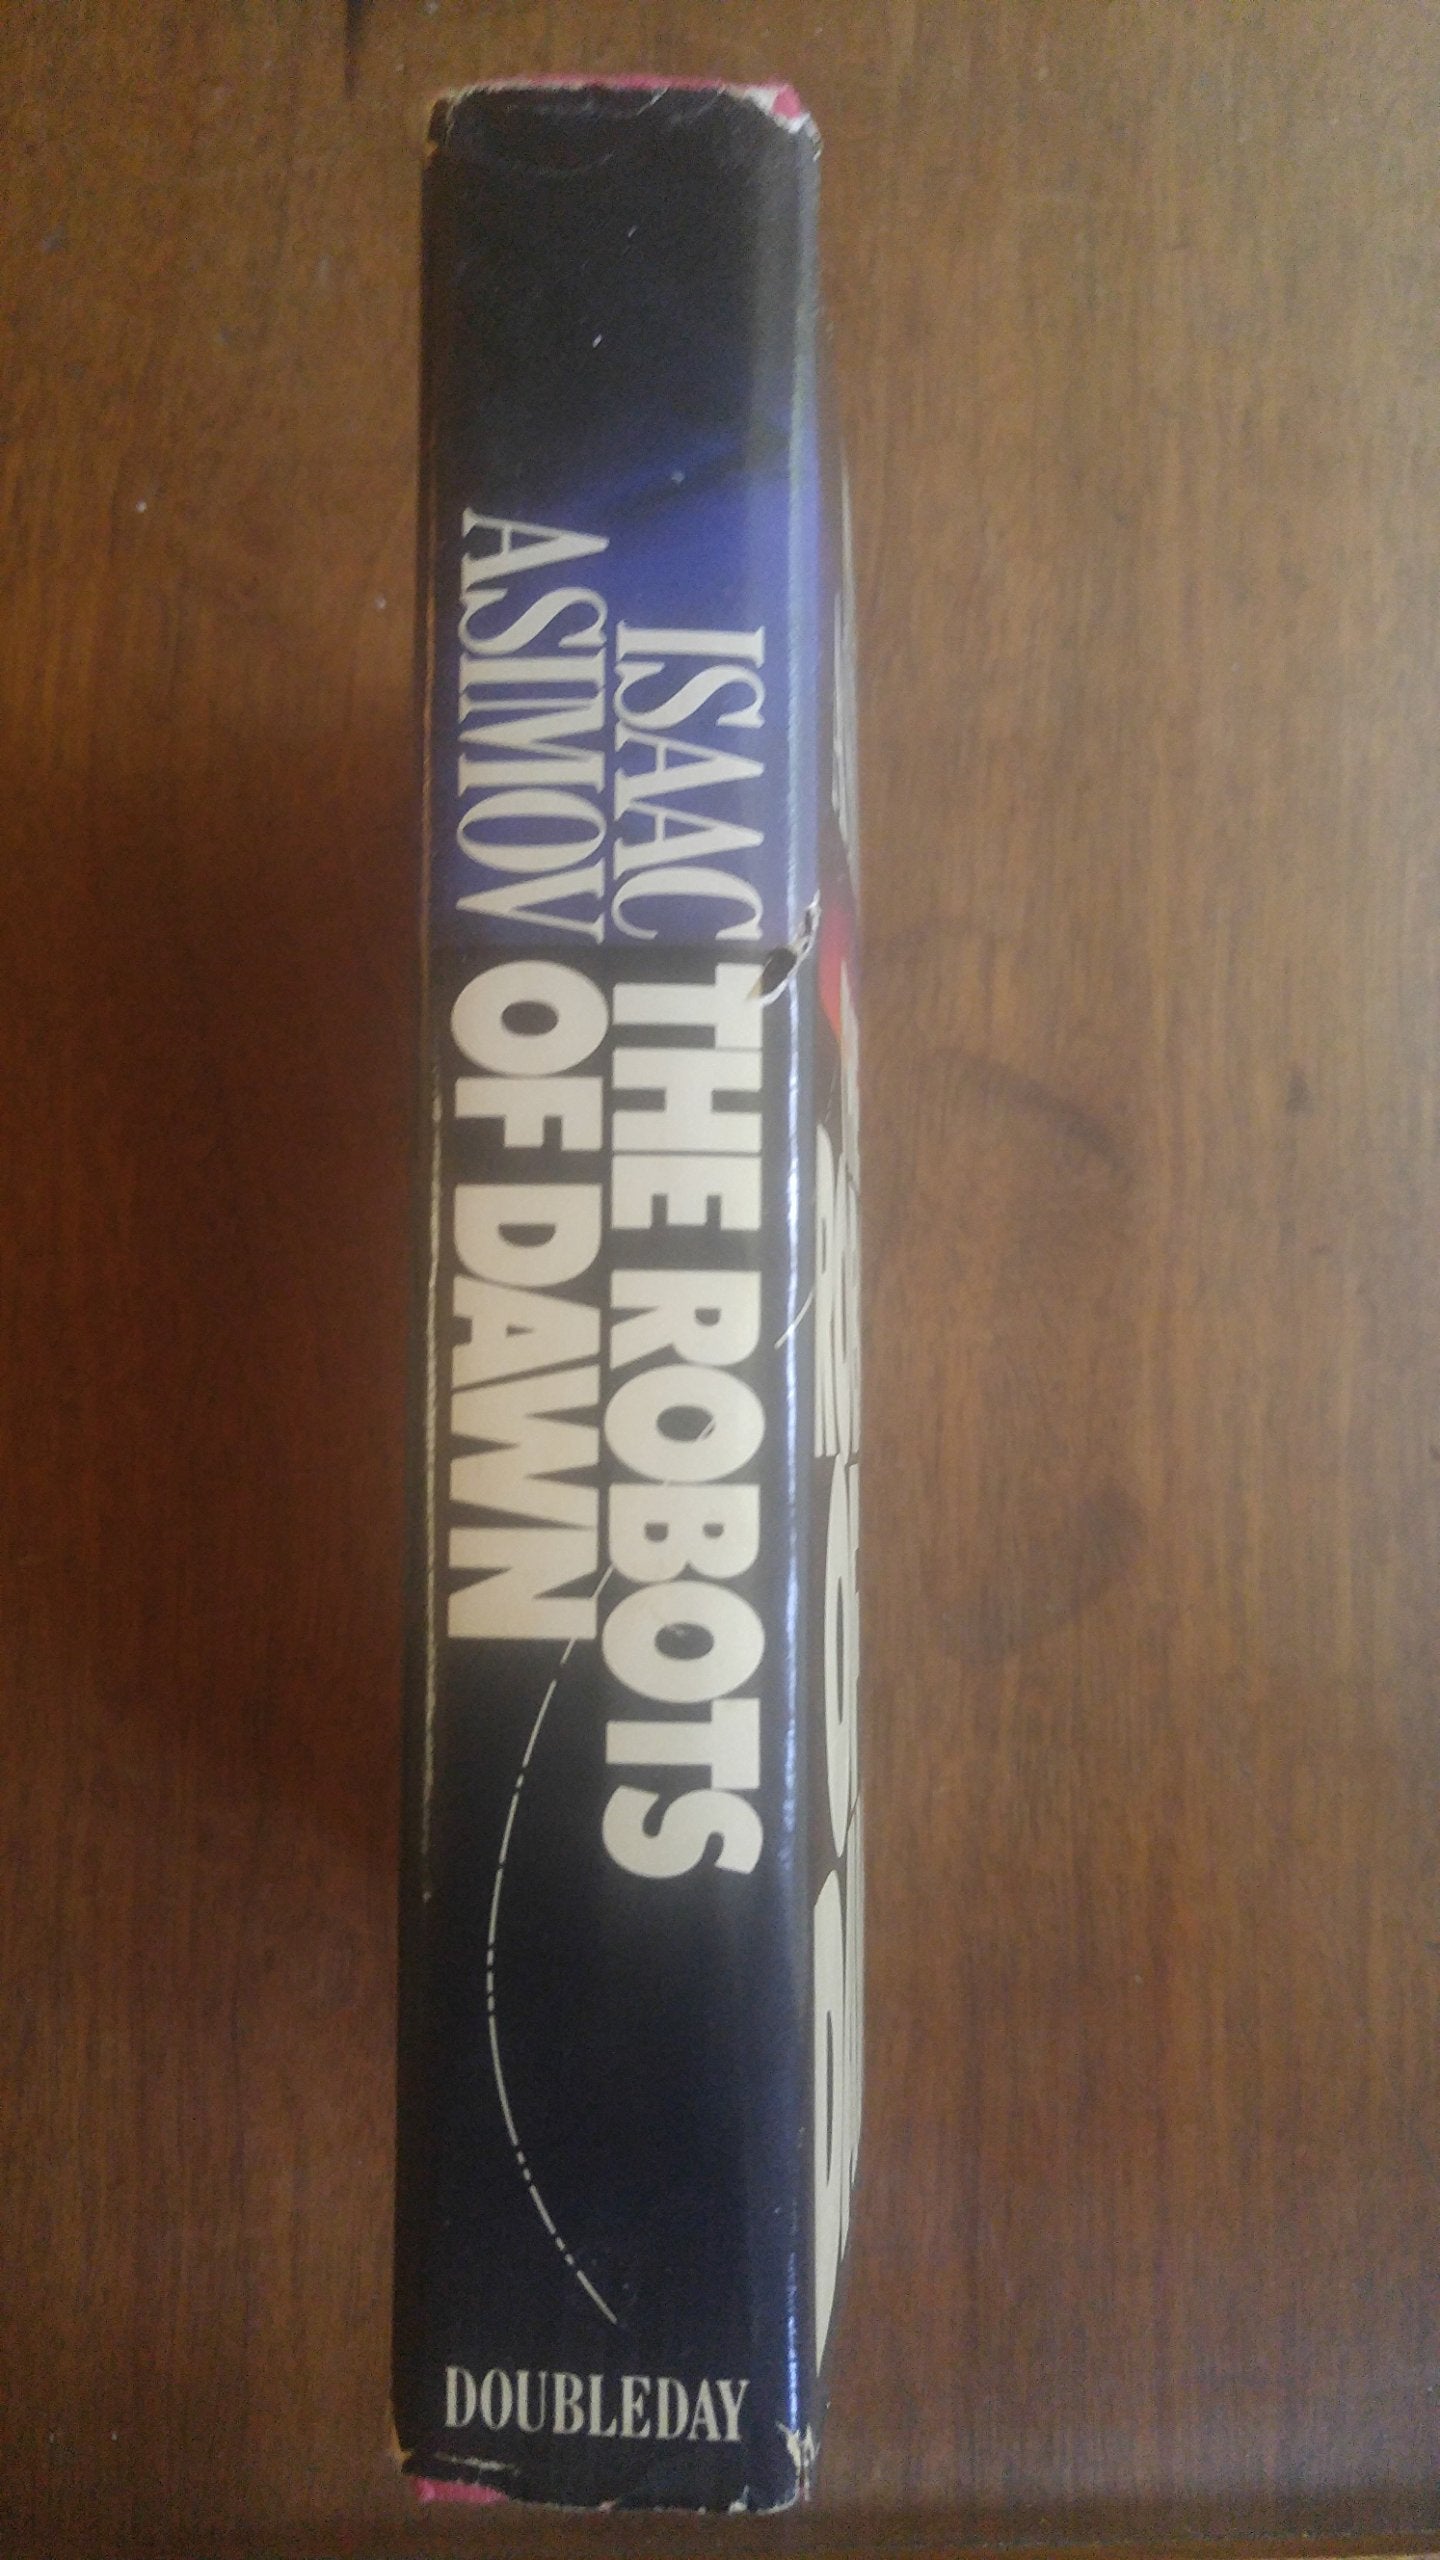 ISAAC
ASIMOV
THE ROBOTS
OF DAWN
DOUBLEDAY